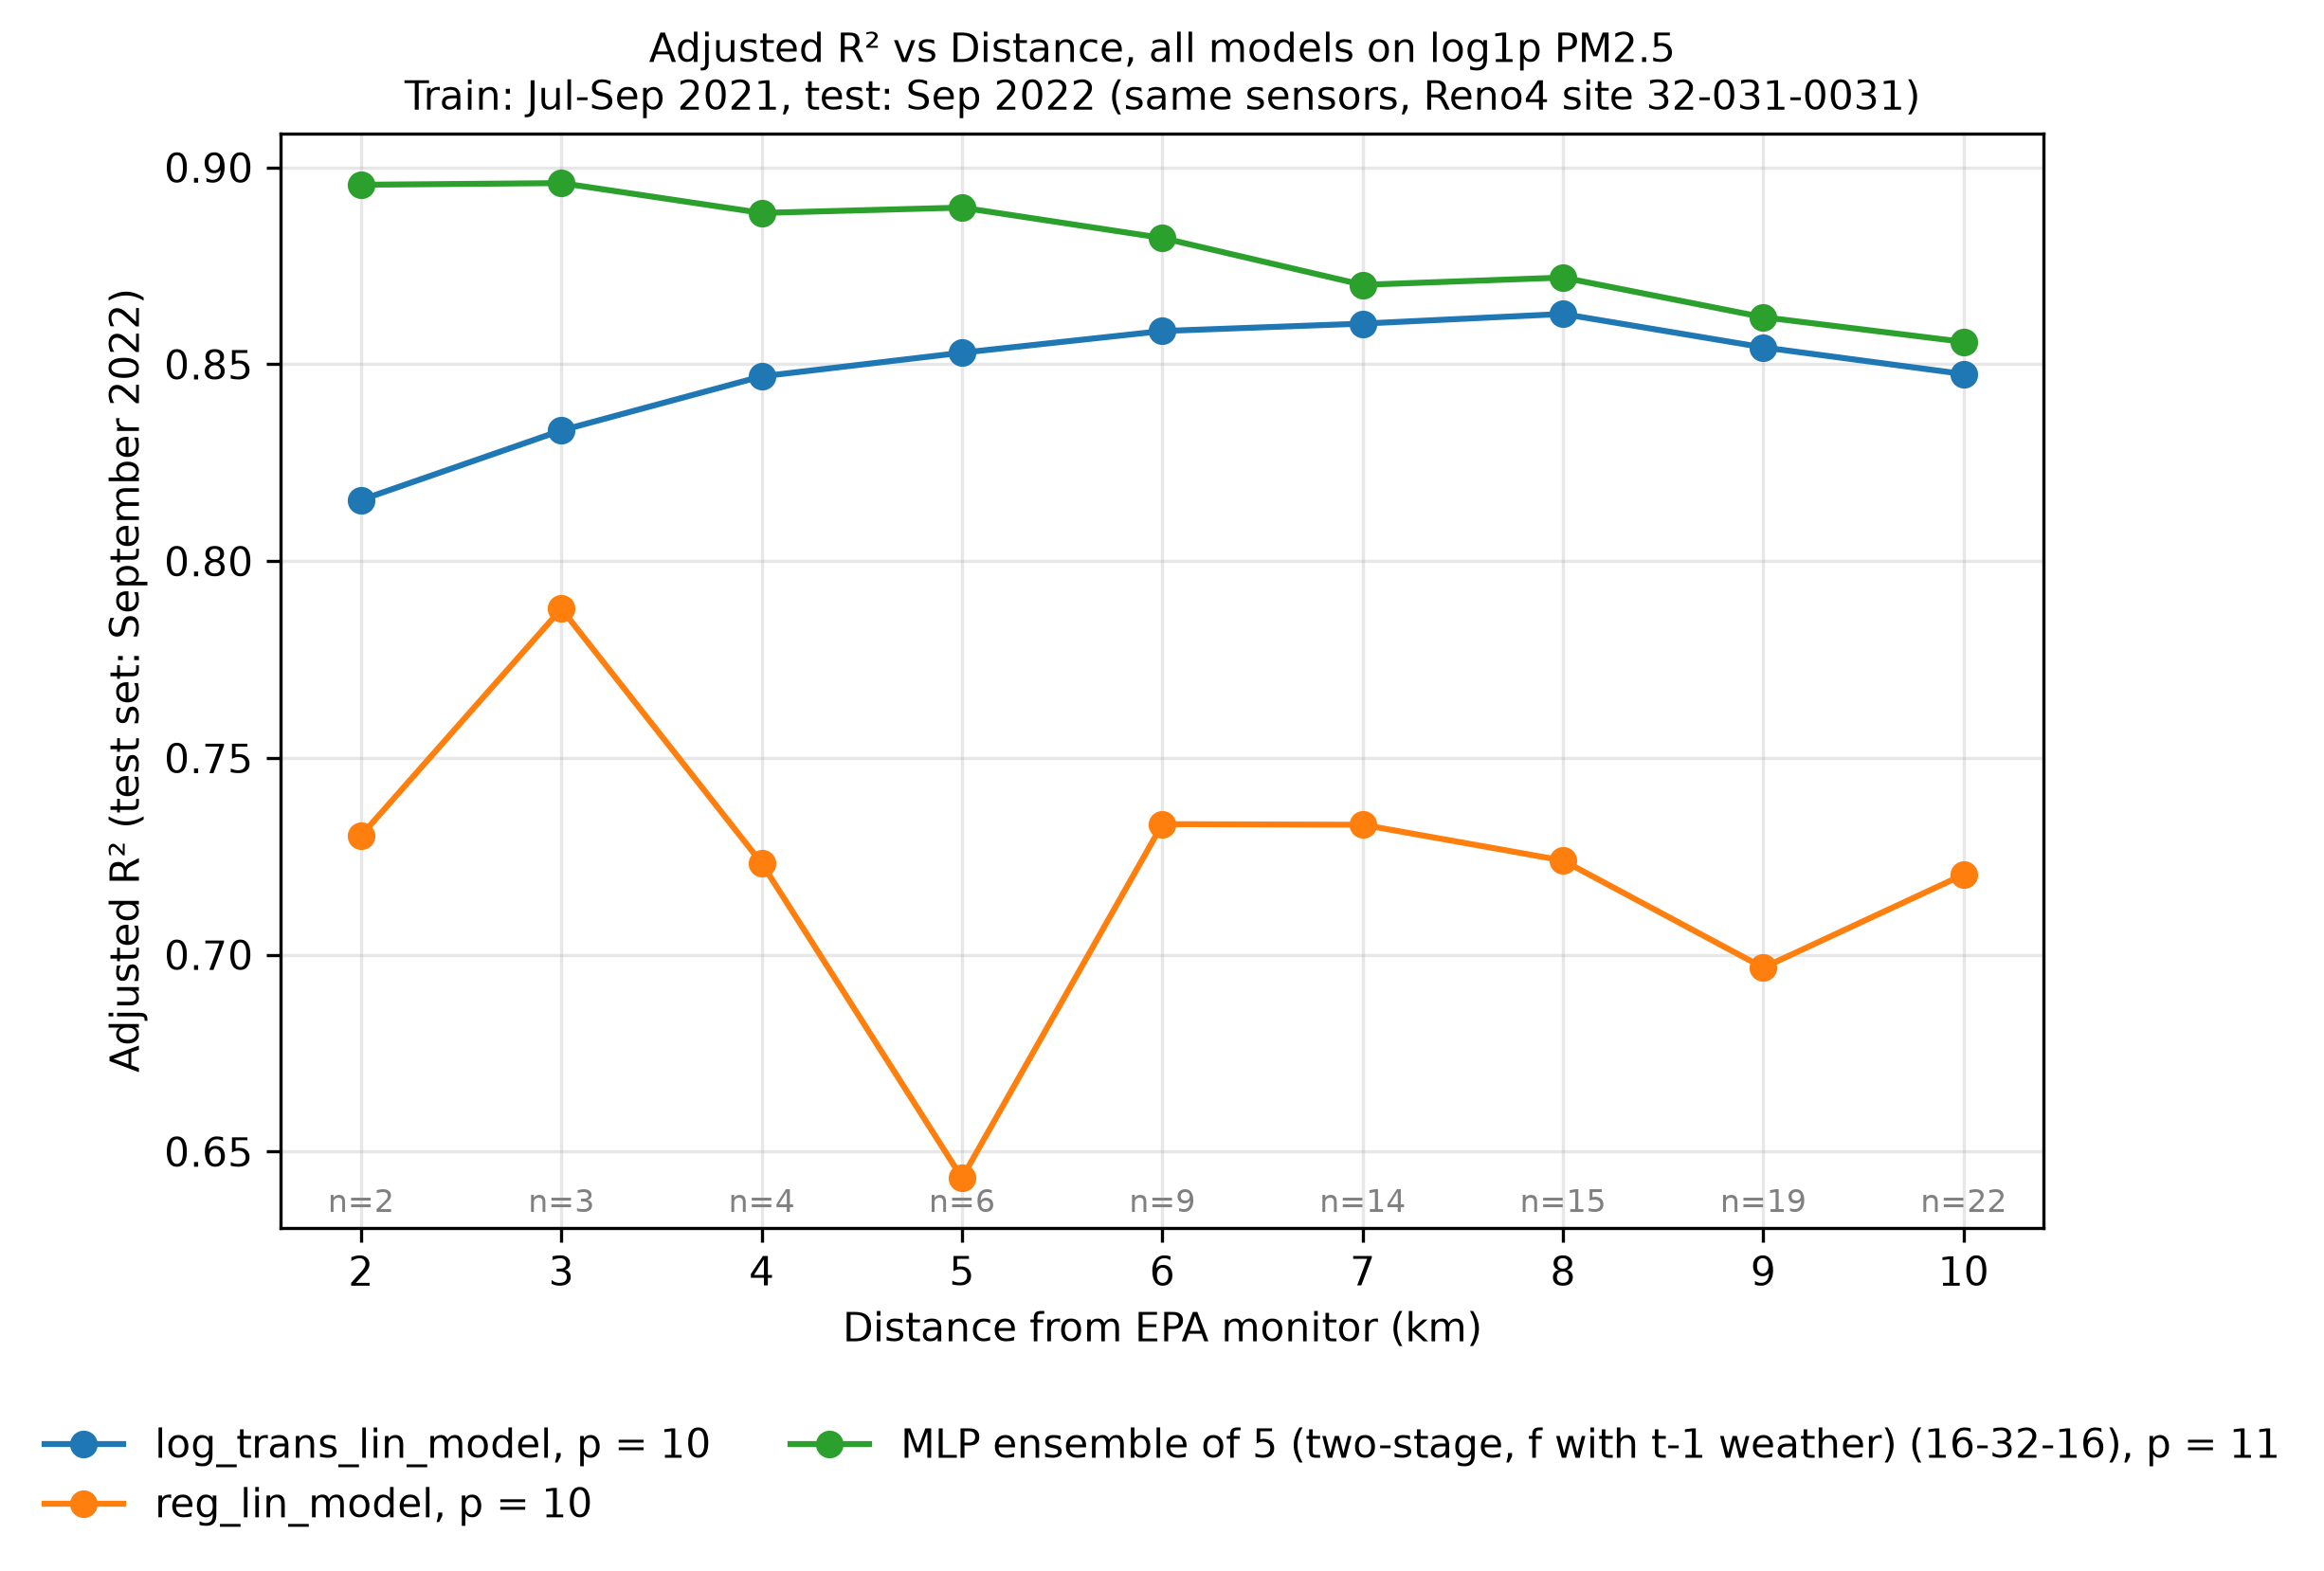 Adjusted R² vs Distance, all models on log1p PM2.5
Train: Jul-Sep 2021, test: Sep 2022 (same sensors, Reno4 site 32-031-0031)
Adjusted R² (test set: September 2022)
0.90
0.85
0.80
0.75
0.70
0.65
n=2 n=3 n=4 n=6 n=9 n=14 n=15 n=19 n=22
2 3 4 5 6 7 8 9 10
Distance from EPA monitor (km)
log_trans_lin_model, p = 10
reg_lin_model, p = 10
MLP ensemble of 5 (two-stage, f with t-1 weather) (16-32-16), p = 11